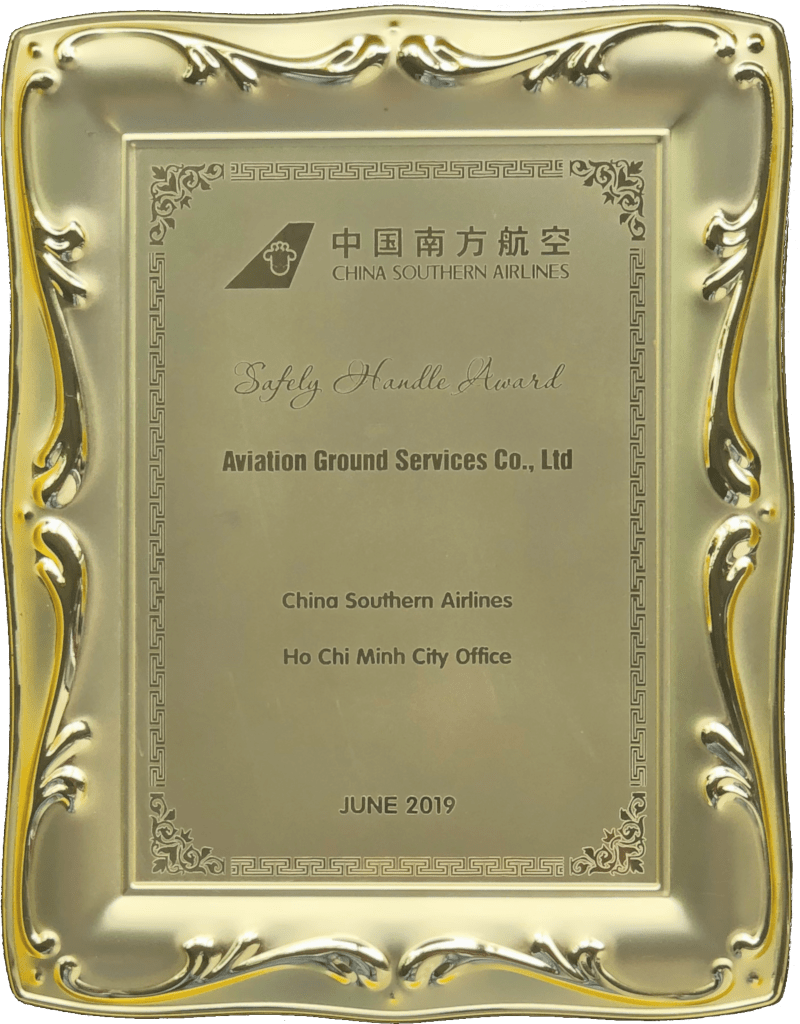 中国南方航空
CHINA SOUTHERN AIRLINES
Safely Handle Award
Aviation Ground Services Co., Ltd
China Southern Airlines
Ho Chi Minh City Office
JUNE 2019